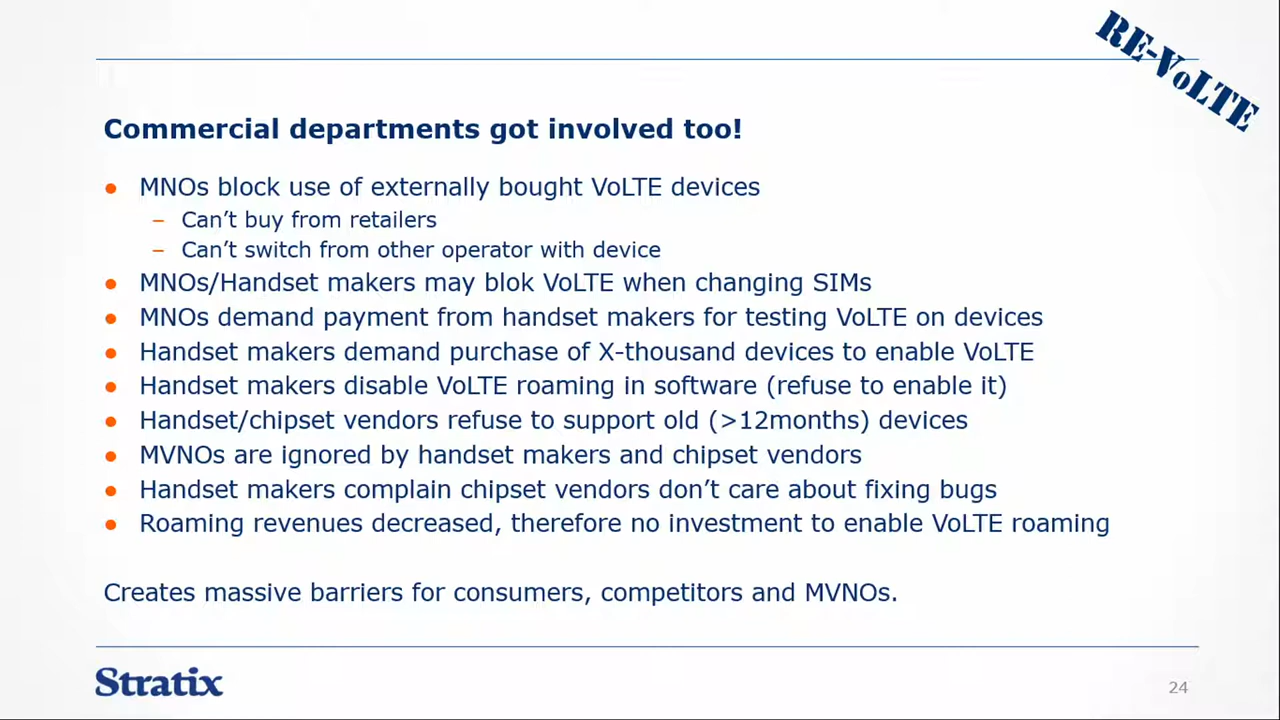 RE-VoLTE
Commercial departments got involved too!
• MNOs block use of externally bought VoLTE devices
– Can't buy from retailers
– Can't switch from other operator with device
• MNOs/Handset makers may blok VoLTE when changing SIMs
• MNOs demand payment from handset makers for testing VoLTE on devices
• Handset makers demand purchase of X-thousand devices to enable VoLTE
• Handset makers disable VoLTE roaming in software (refuse to enable it)
• Handset/chipset vendors refuse to support old (>12months) devices
• MVNOs are ignored by handset makers and chipset vendors
• Handset makers complain chipset vendors don't care about fixing bugs
• Roaming revenues decreased, therefore no investment to enable VoLTE roaming
Creates massive barriers for consumers, competitors and MVNOs.
Stratix
24